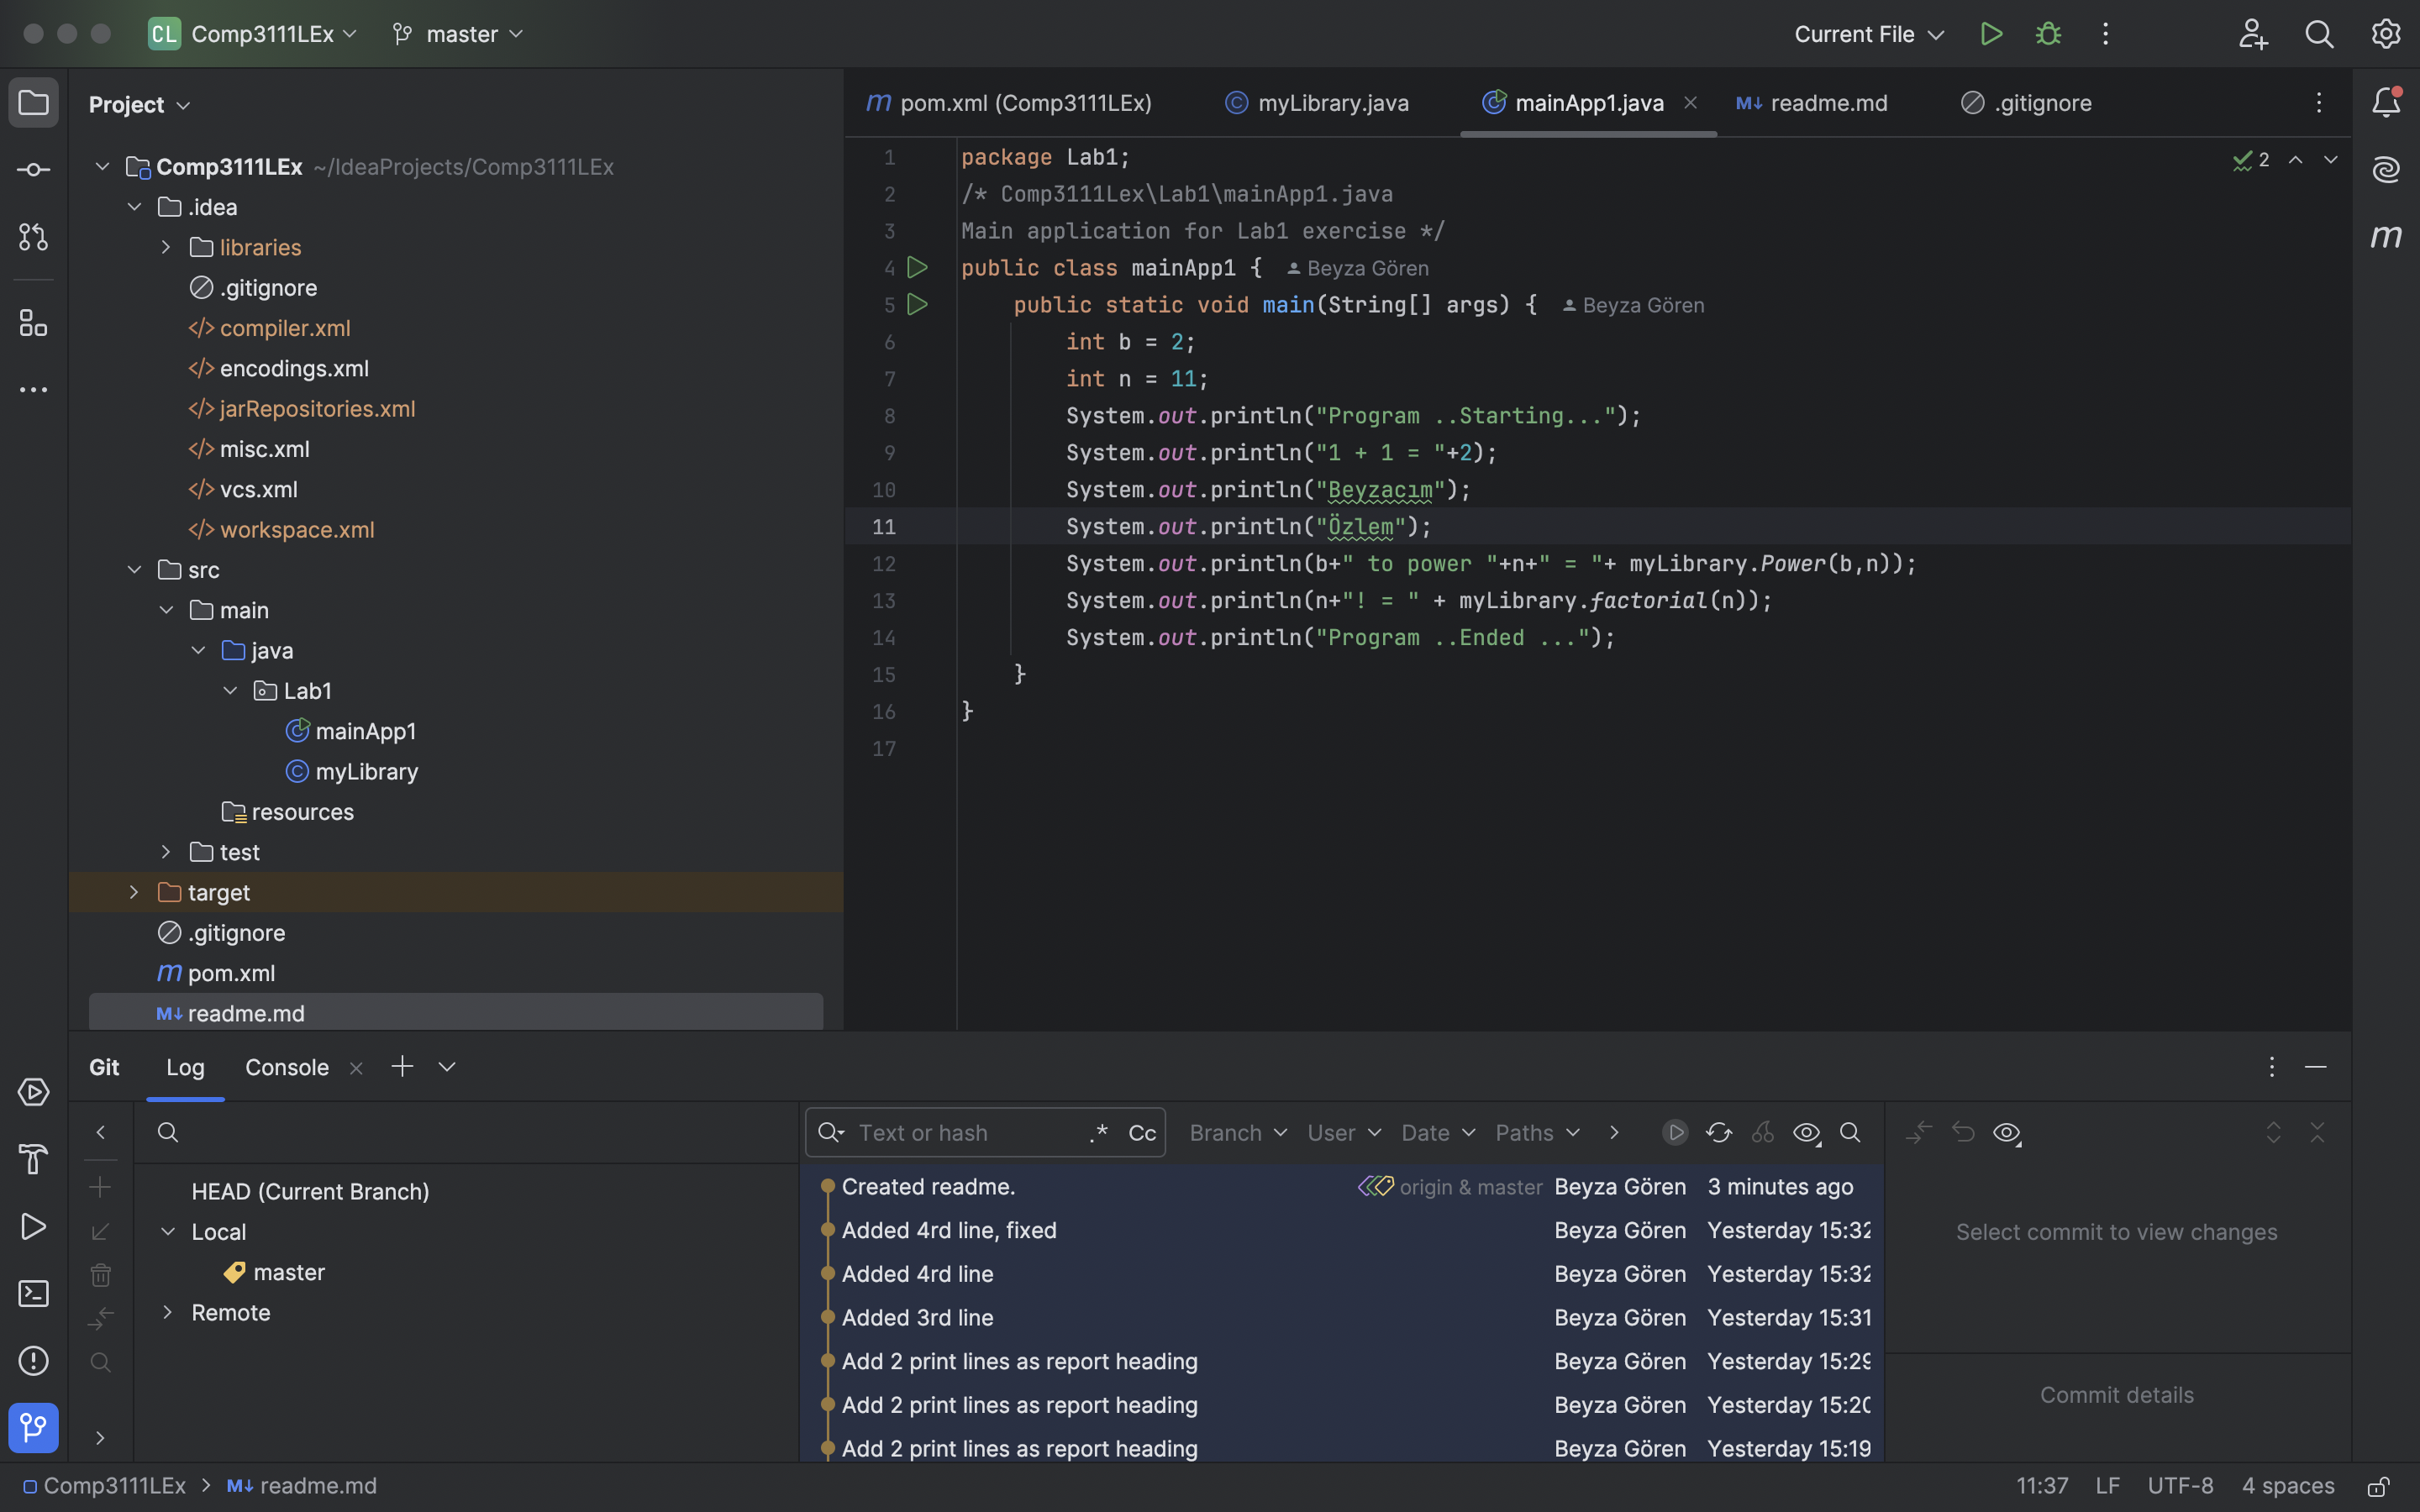 CL Comp3111LEx master Current File
Project
Comp3111LEx ~/IdeaProjects/Comp3111LEx
.idea
libraries
.gitignore
compiler.xml
encodings.xml
jarRepositories.xml
misc.xml
vcs.xml
workspace.xml
src
main
java
Lab1
mainApp1
myLibrary
resources
test
target
.gitignore
pom.xml
readme.md
pom.xml (Comp3111LEx) myLibrary.java mainApp1.java readme.md .gitignore
2
1 package Lab1;
2 /* Comp3111Lex\Lab1\mainApp1.java
3 Main application for Lab1 exercise */
4 public class mainApp1 { Beyza Gören
5 public static void main(String[] args) { Beyza Gören
6 int b = 2;
7 int n = 11;
8 System.out.println("Program ..Starting...");
9 System.out.println("1 + 1 = "+2);
10 System.out.println("Beyzacım");
11 System.out.println("Özlem");
12 System.out.println(b+" to power "+n+" = "+ myLibrary.Power(b,n));
13 System.out.println(n+"! = " + myLibrary.factorial(n));
14 System.out.println("Program ..Ended ...");
15 }
16 }
17
Git Log Console
HEAD (Current Branch)
Local
master
Remote
Text or hash .* Cc Branch User Date Paths
Created readme. origin & master Beyza Gören 3 minutes ago
Added 4rd line, fixed Beyza Gören Yesterday 15:32
Added 4rd line Beyza Gören Yesterday 15:32
Added 3rd line Beyza Gören Yesterday 15:31
Add 2 print lines as report heading Beyza Gören Yesterday 15:29
Add 2 print lines as report heading Beyza Gören Yesterday 15:20
Add 2 print lines as report heading Beyza Gören Yesterday 15:19
Select commit to view changes
Commit details
Comp3111LEx readme.md 11:37 LF UTF-8 4 spaces